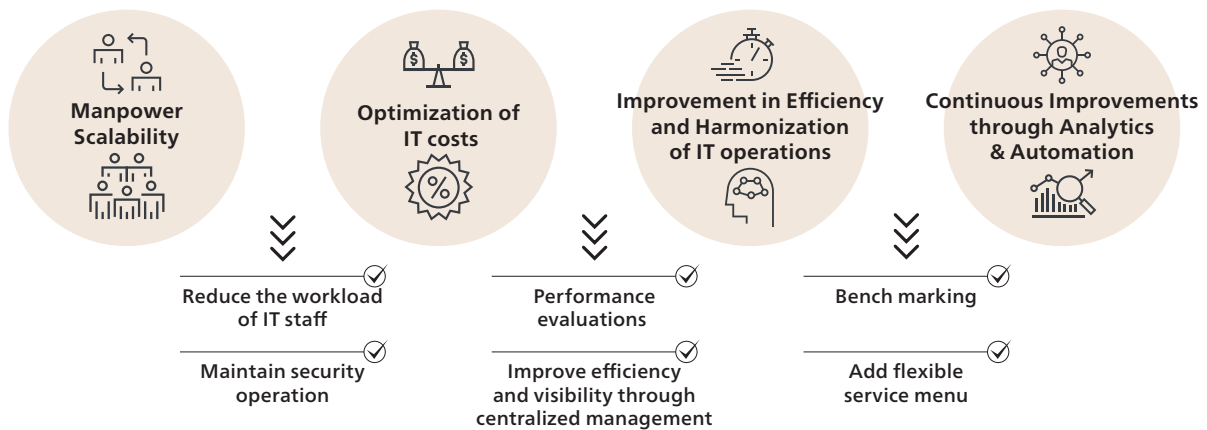 Manpower
Scalability
Optimization of
IT costs
Improvement in Efficiency
and Harmonization
of IT operations
Continuous Improvements
through Analytics
& Automation
Reduce the workload
of IT staff
Performance
evaluations
Bench marking
Maintain security
operation
Improve efficiency
and visibility through
centralized management
Add flexible
service menu